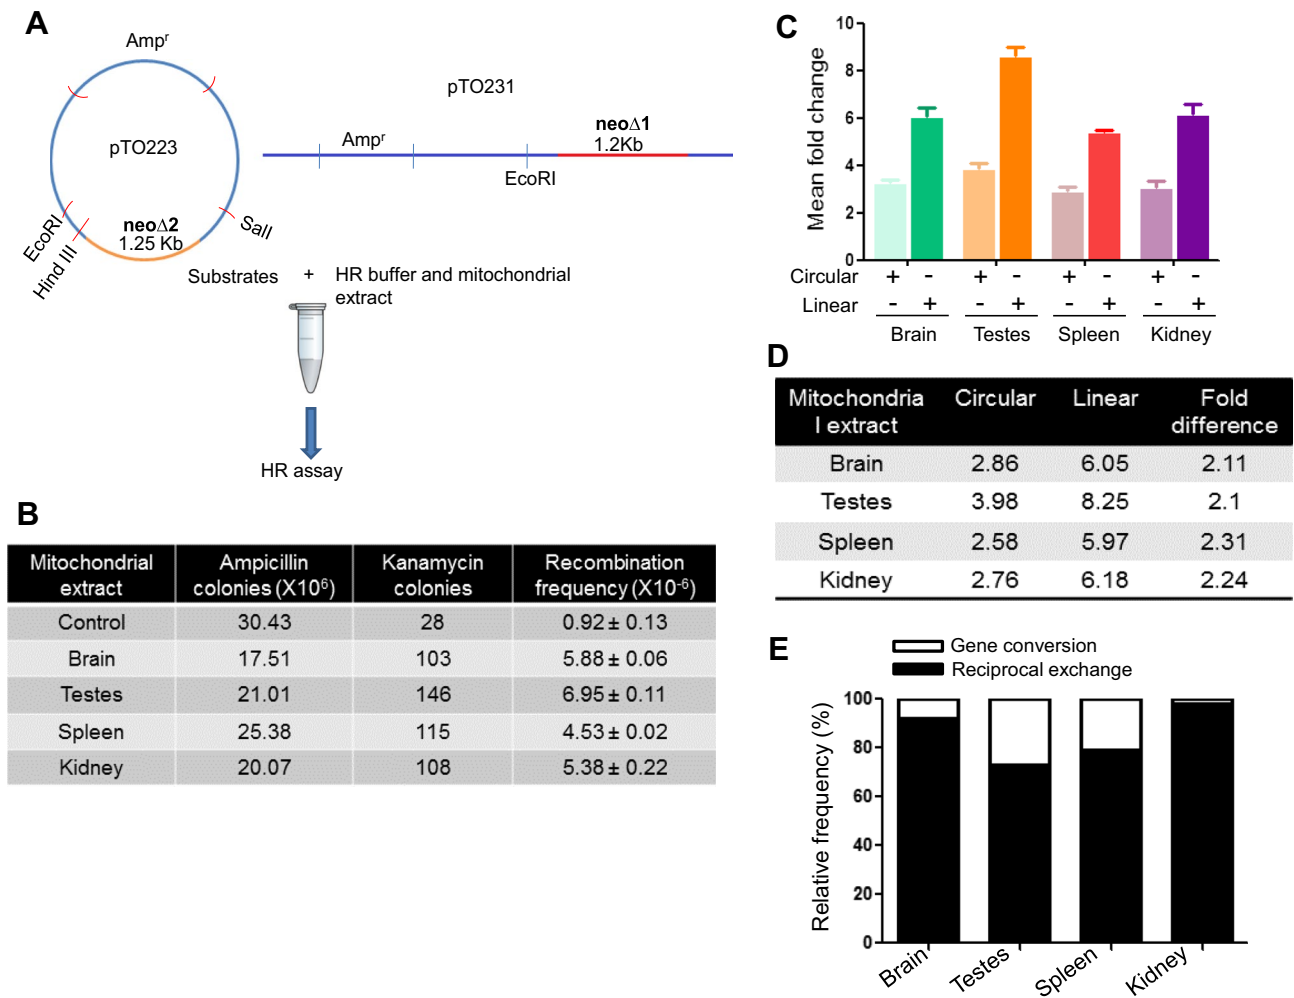 A
Ampʳ
pTO223
EcoRI
Hind III
neoΔ2
1.25 Kb
SalI
pTO231
Ampʳ
EcoRI
neoΔ1
1.2Kb
Substrates + HR buffer and mitochondrial
extract
HR assay
B
Mitochondrial extract Ampicillin colonies (X10⁶) Kanamycin colonies Recombination frequency (X10⁻⁶)
Control 30.43 28 0.92 ± 0.13
Brain 17.51 103 5.88 ± 0.06
Testes 21.01 146 6.95 ± 0.11
Spleen 25.38 115 4.53 ± 0.02
Kidney 20.07 108 5.38 ± 0.22
C
Mean fold change
10
8
6
4
2
0
Circular + - + - + - + -
Linear - + - + - + - +
Brain Testes Spleen Kidney
D
Mitochondria Circular Linear Fold
l extract difference
Brain 2.86 6.05 2.11
Testes 3.98 8.25 2.1
Spleen 2.58 5.97 2.31
Kidney 2.76 6.18 2.24
E
Gene conversion
Reciprocal exchange
Relative frequency (%)
100
80
60
40
20
0
Brain Testes Spleen Kidney